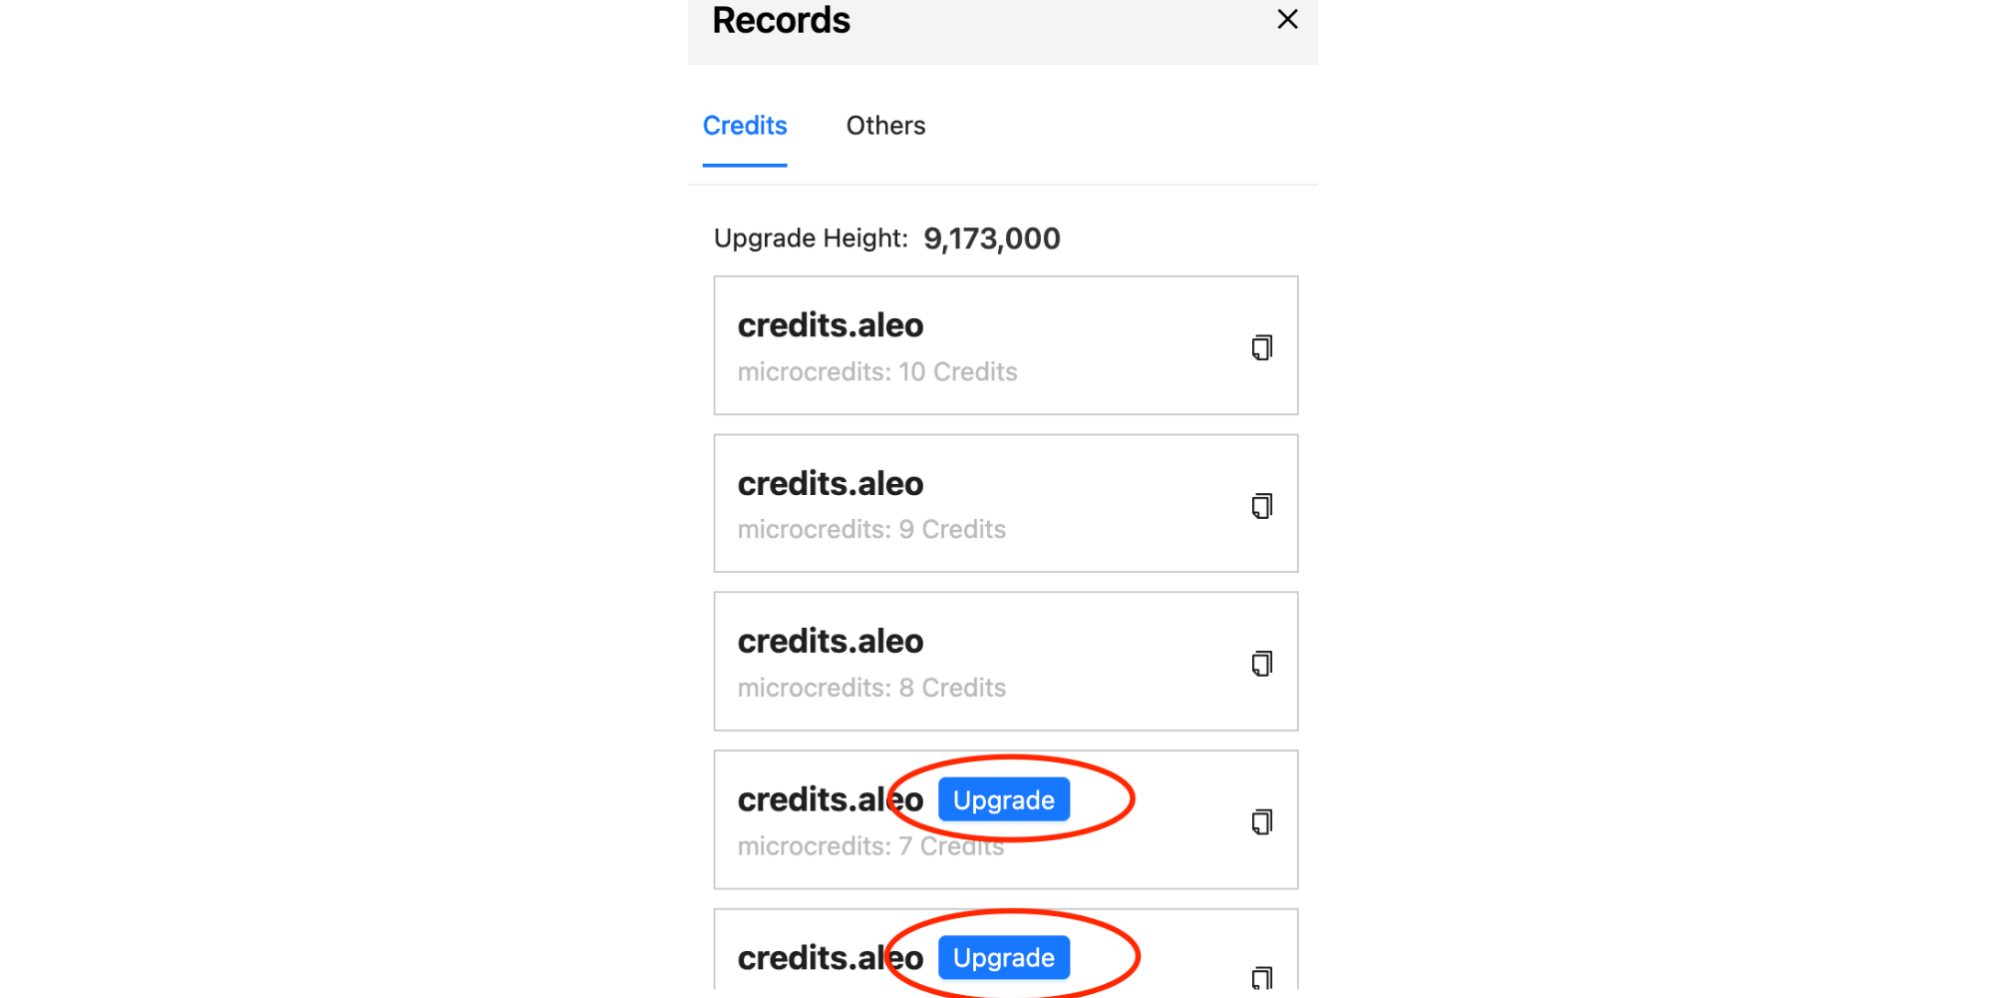 Records
Credits Others
Upgrade Height: 9,173,000
credits.aleo
microcredits: 10 Credits
credits.aleo
microcredits: 9 Credits
credits.aleo
microcredits: 8 Credits
credits.aleo Upgrade
microcredits: 7 Credits
credits.aleo Upgrade